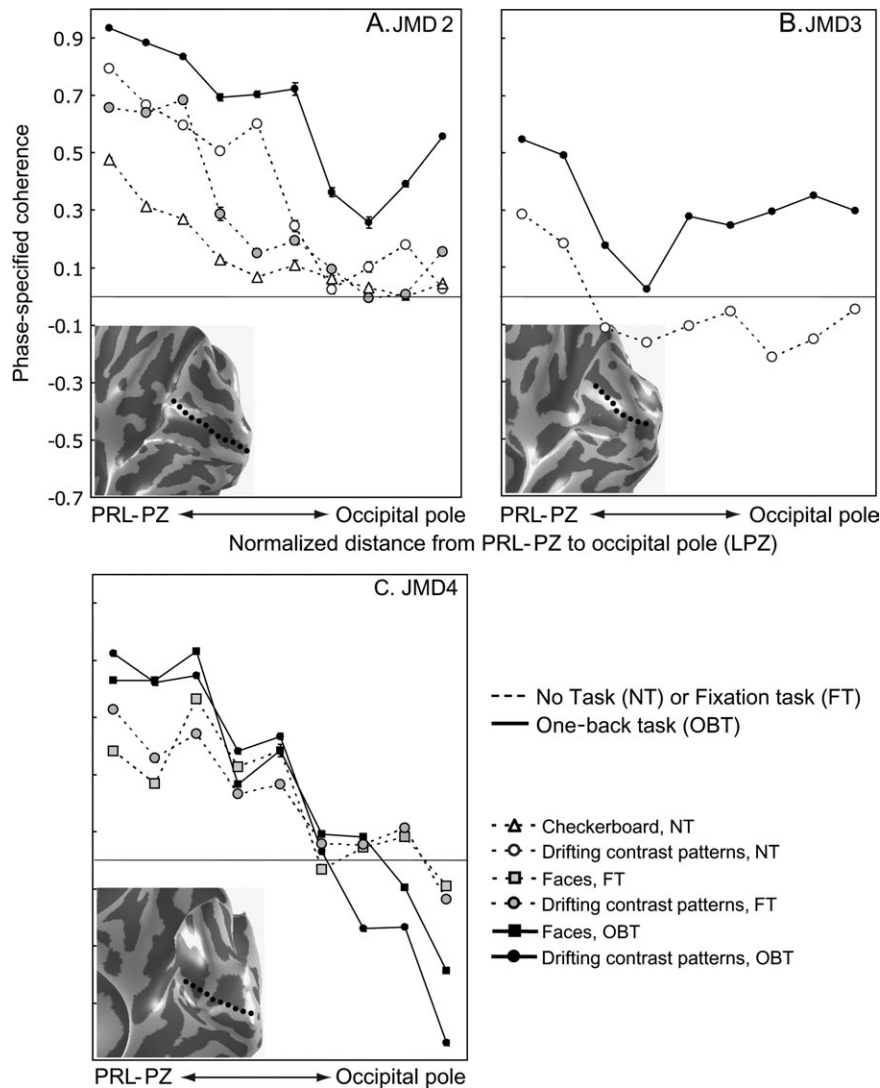 A. JMD 2
B. JMD3
0.9
0.7
0.5
0.3
0.1
-0.1
-0.3
-0.5
-0.7
Phase-specified coherence
PRL-PZ Occipital pole
PRL-PZ Occipital pole
Normalized distance from PRL-PZ to occipital pole (LPZ)
C. JMD4
PRL-PZ Occipital pole
No Task (NT) or Fixation task (FT)
One-back task (OBT)
Checkerboard, NT
Drifting contrast patterns, NT
Faces, FT
Drifting contrast patterns, FT
Faces, OBT
Drifting contrast patterns, OBT